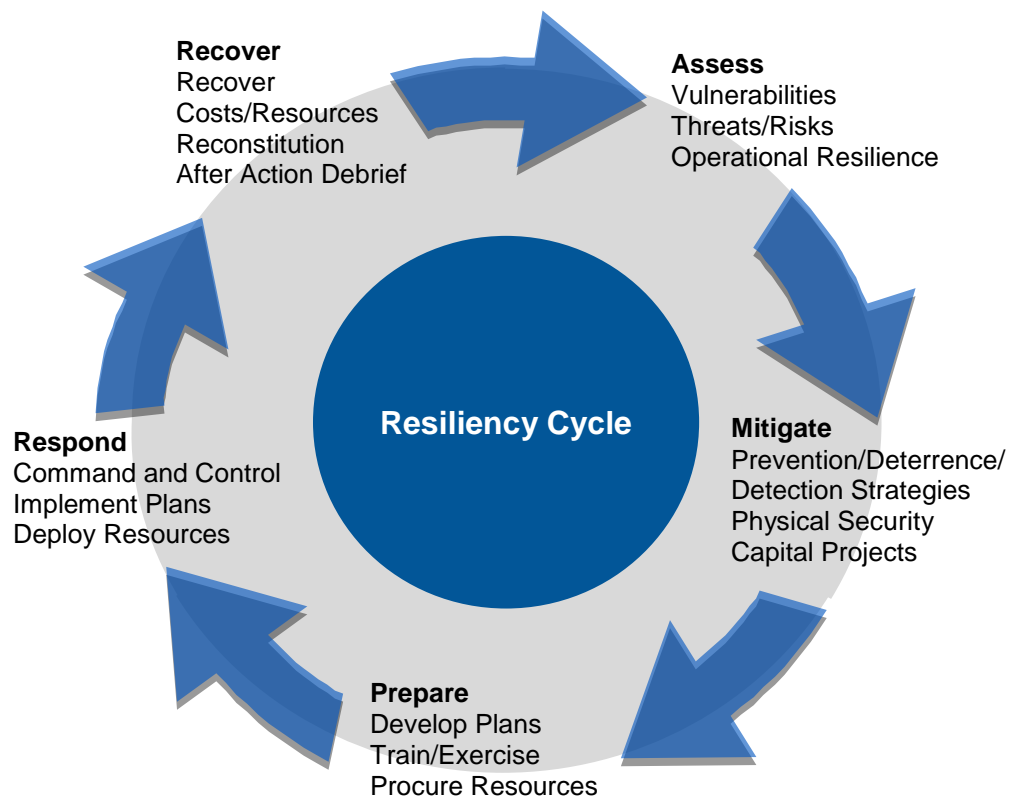 Recover
Recover
Costs/Resources
Reconstitution
After Action Debrief
Assess
Vulnerabilities
Threats/Risks
Operational Resilience
Resiliency Cycle
Mitigate
Prevention/Deterrence/
Detection Strategies
Physical Security
Capital Projects
Respond
Command and Control
Implement Plans
Deploy Resources
Prepare
Develop Plans
Train/Exercise
Procure Resources